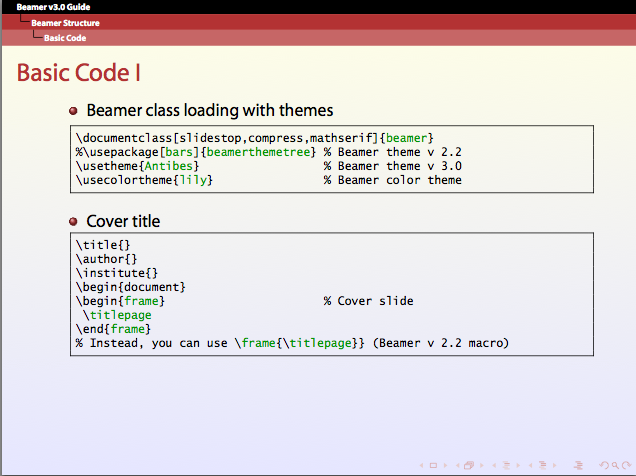 Beamer v3.0 Guide
Beamer Structure
Basic Code
Basic Code I
Beamer class loading with themes
\documentclass[slidestop,compress,mathserif]{beamer}
%\usepackage[bars]{beamerthemetree} % Beamer theme v 2.2
\usetheme{Antibes} % Beamer theme v 3.0
\usecolortheme{lily} % Beamer color theme
Cover title
\title{}
\author{}
\institute{}
\begin{document}
\begin{frame} % Cover slide
\titlepage
\end{frame}
% Instead, you can use \frame{\titlepage}} (Beamer v 2.2 macro)